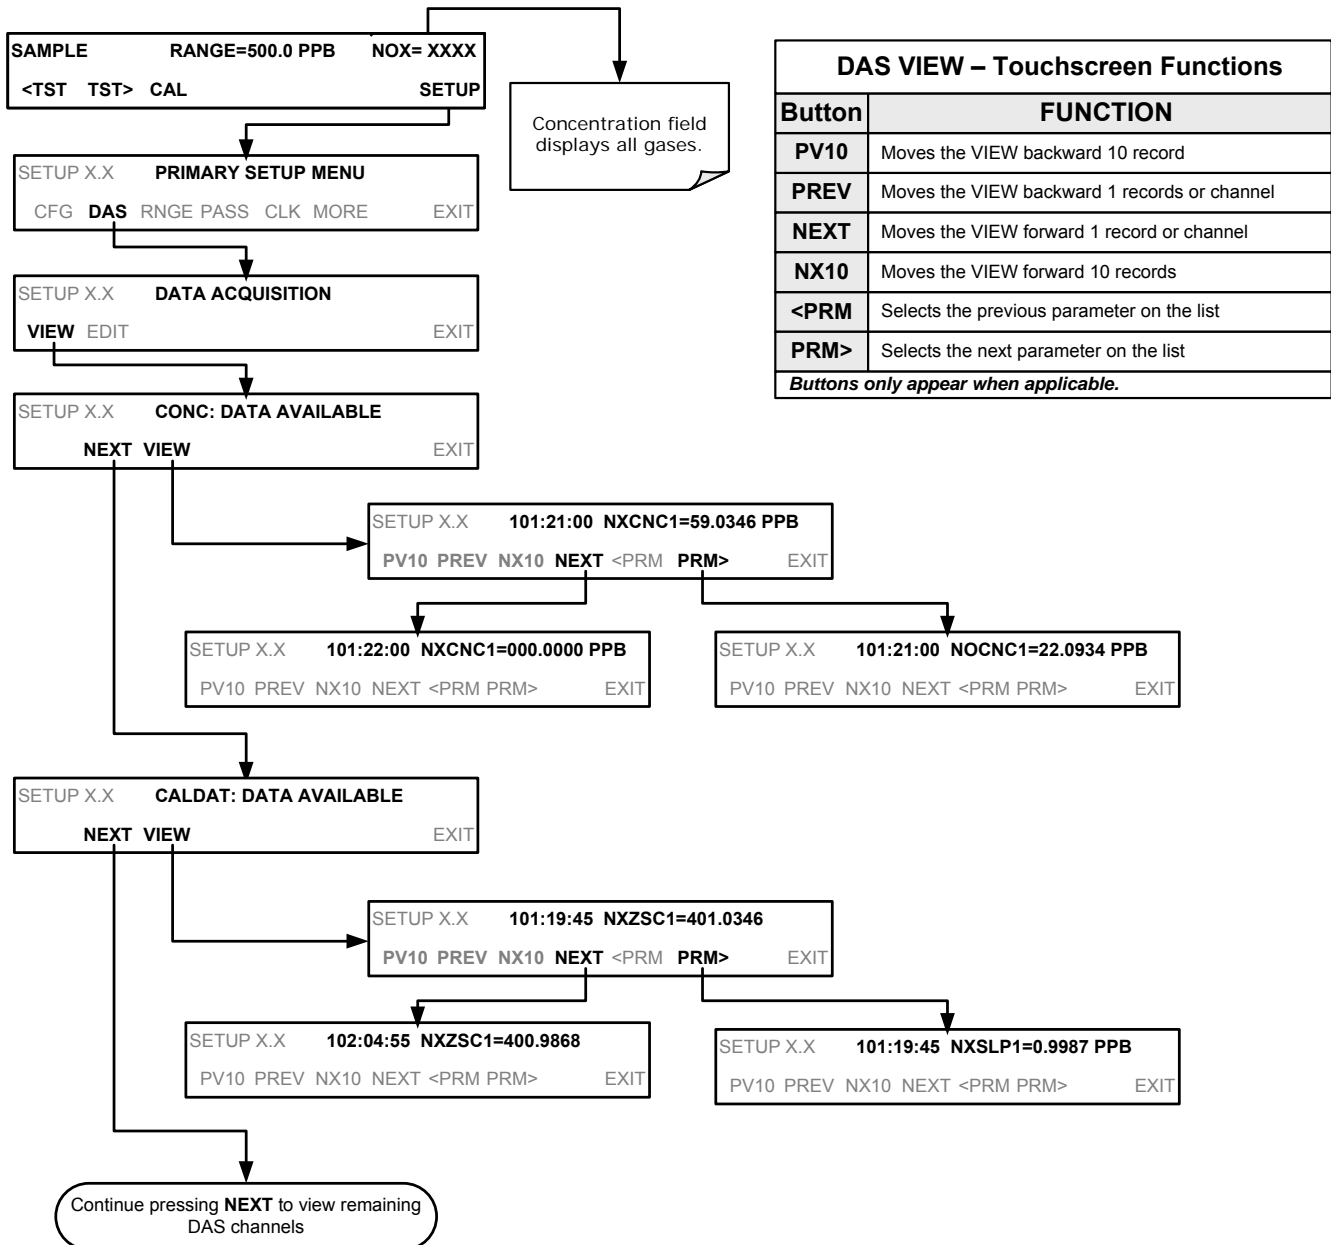 SAMPLE RANGE=500.0 PPB NOX= XXXX
<TST TST> CAL SETUP
Concentration field
displays all gases.
DAS VIEW – Touchscreen Functions
Button FUNCTION
PV10 Moves the VIEW backward 10 record
PREV Moves the VIEW backward 1 records or channel
NEXT Moves the VIEW forward 1 record or channel
NX10 Moves the VIEW forward 10 records
<PRM Selects the previous parameter on the list
PRM> Selects the next parameter on the list
Buttons only appear when applicable.
SETUP X.X PRIMARY SETUP MENU
CFG DAS RNGE PASS CLK MORE EXIT
SETUP X.X DATA ACQUISITION
VIEW EDIT EXIT
SETUP X.X CONC: DATA AVAILABLE
NEXT VIEW EXIT
SETUP X.X 101:21:00 NXCNC1=59.0346 PPB
PV10 PREV NX10 NEXT <PRM PRM> EXIT
SETUP X.X 101:22:00 NXCNC1=000.0000 PPB
PV10 PREV NX10 NEXT <PRM PRM> EXIT
SETUP X.X 101:21:00 NOCNC1=22.0934 PPB
PV10 PREV NX10 NEXT <PRM PRM> EXIT
SETUP X.X CALDAT: DATA AVAILABLE
NEXT VIEW EXIT
SETUP X.X 101:19:45 NXZSC1=401.0346
PV10 PREV NX10 NEXT <PRM PRM> EXIT
SETUP X.X 102:04:55 NXZSC1=400.9868
PV10 PREV NX10 NEXT <PRM PRM> EXIT
SETUP X.X 101:19:45 NXSLP1=0.9987 PPB
PV10 PREV NX10 NEXT <PRM PRM> EXIT
Continue pressing NEXT to view remaining
DAS channels